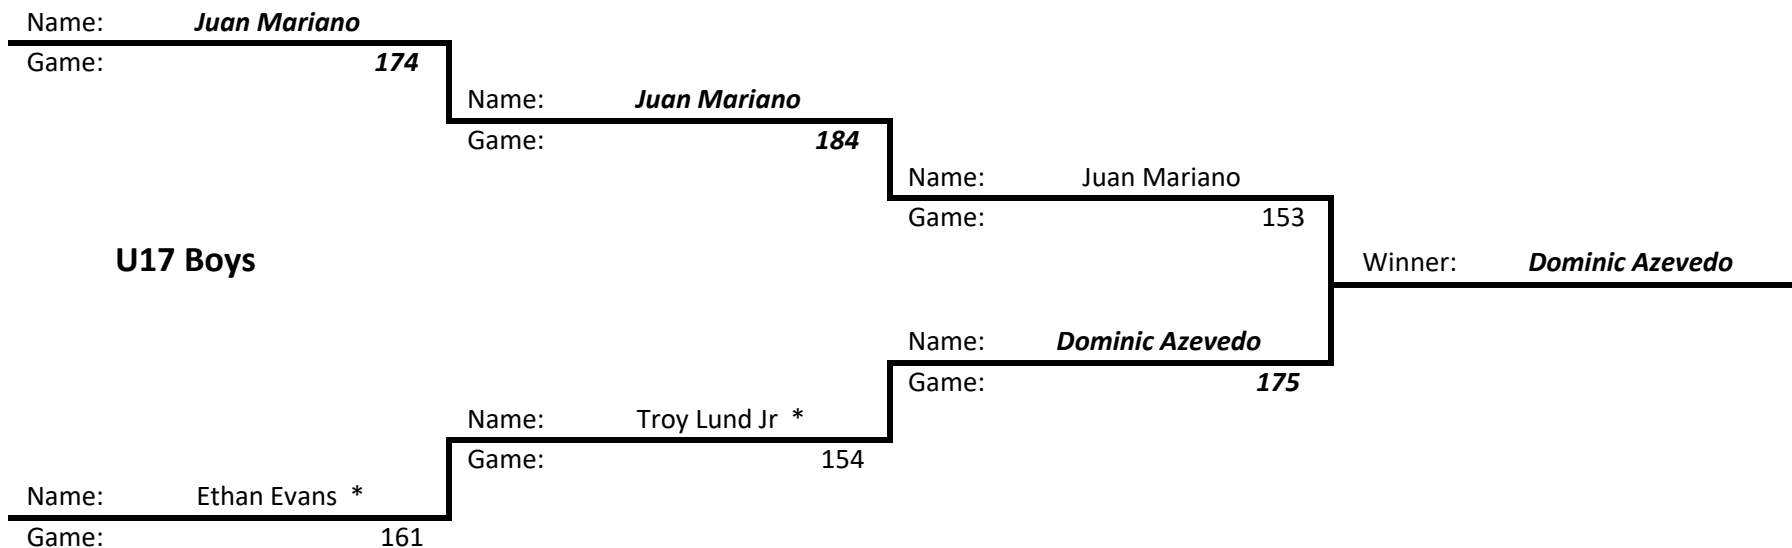 Name: Juan Mariano
Game: 174
Name: Juan Mariano
Game: 184
Name: Juan Mariano
Game: 153
U17 Boys
Winner: Dominic Azevedo
Name: Dominic Azevedo
Game: 175
Name: Troy Lund Jr *
Game: 154
Name: Ethan Evans *
Game: 161